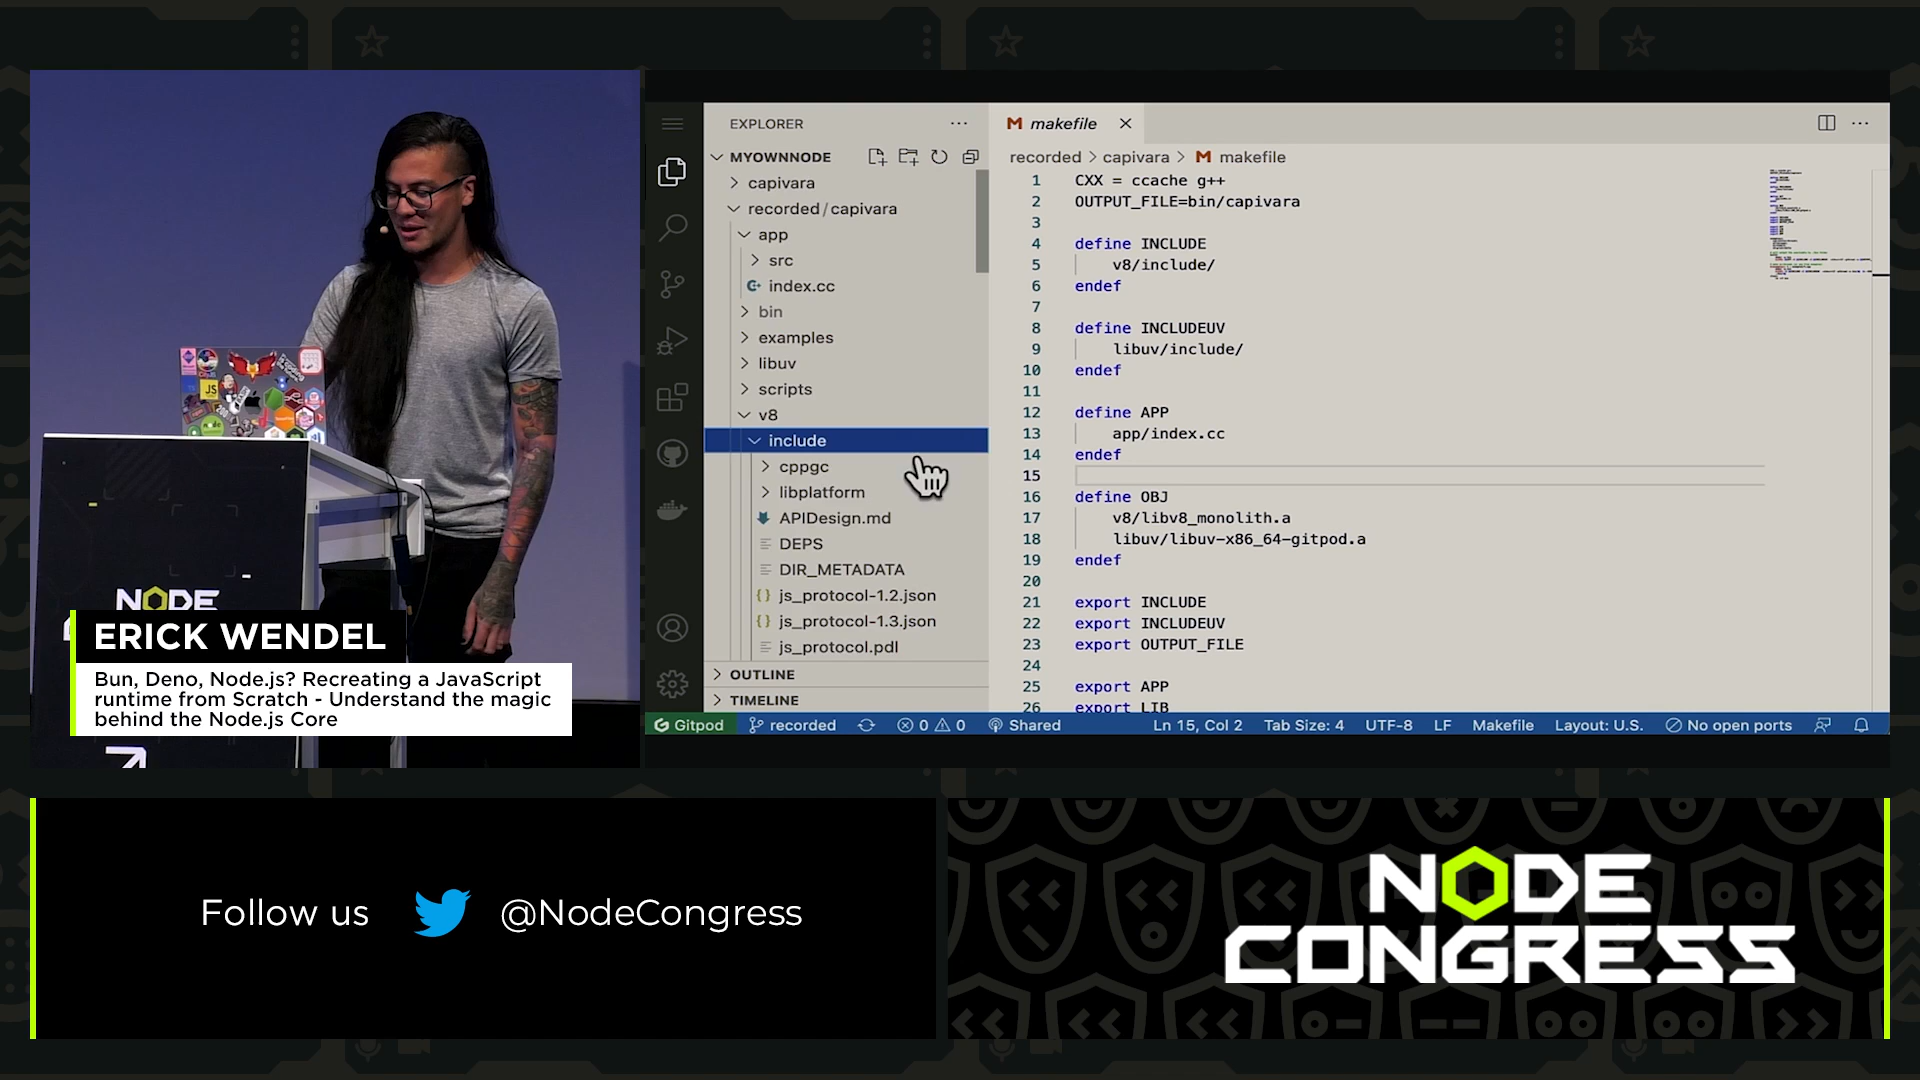 NODE
ERICK WENDEL
Bun, Deno, Node.js? Recreating a JavaScript
runtime from Scratch - Understand the magic
behind the Node.js Core
JS
EXPLORER
MYOWNNODE
capivara
recorded / capivara
app
src
index.cc
bin
examples
libuv
scripts
v8
include
cppgc
libplatform
APIDesign.md
DEPS
DIR_METADATA
js_protocol-1.2.json
js_protocol-1.3.json
js_protocol.pdl
OUTLINE
TIMELINE
M makefile
recorded > capivara > M makefile
1 CXX = ccache g++
2 OUTPUT_FILE=bin/capivara
3
4 define INCLUDE
5 v8/include/
6 endef
7
8 define INCLUDEUV
9 libuv/include/
10 endef
11
12 define APP
13 app/index.cc
14 endef
15
16 define OBJ
17 v8/libv8_monolith.a
18 libuv/libuv-x86_64-gitpod.a
19 endef
20
21 export INCLUDE
22 export INCLUDEUV
23 export OUTPUT_FILE
24
25 export APP
26 export LIB
Gitpod recorded 0 0 Shared Ln 15, Col 2 Tab Size: 4 UTF-8 LF Makefile Layout: U.S. No open ports
Follow us @NodeCongress
NODE
CONGRESS